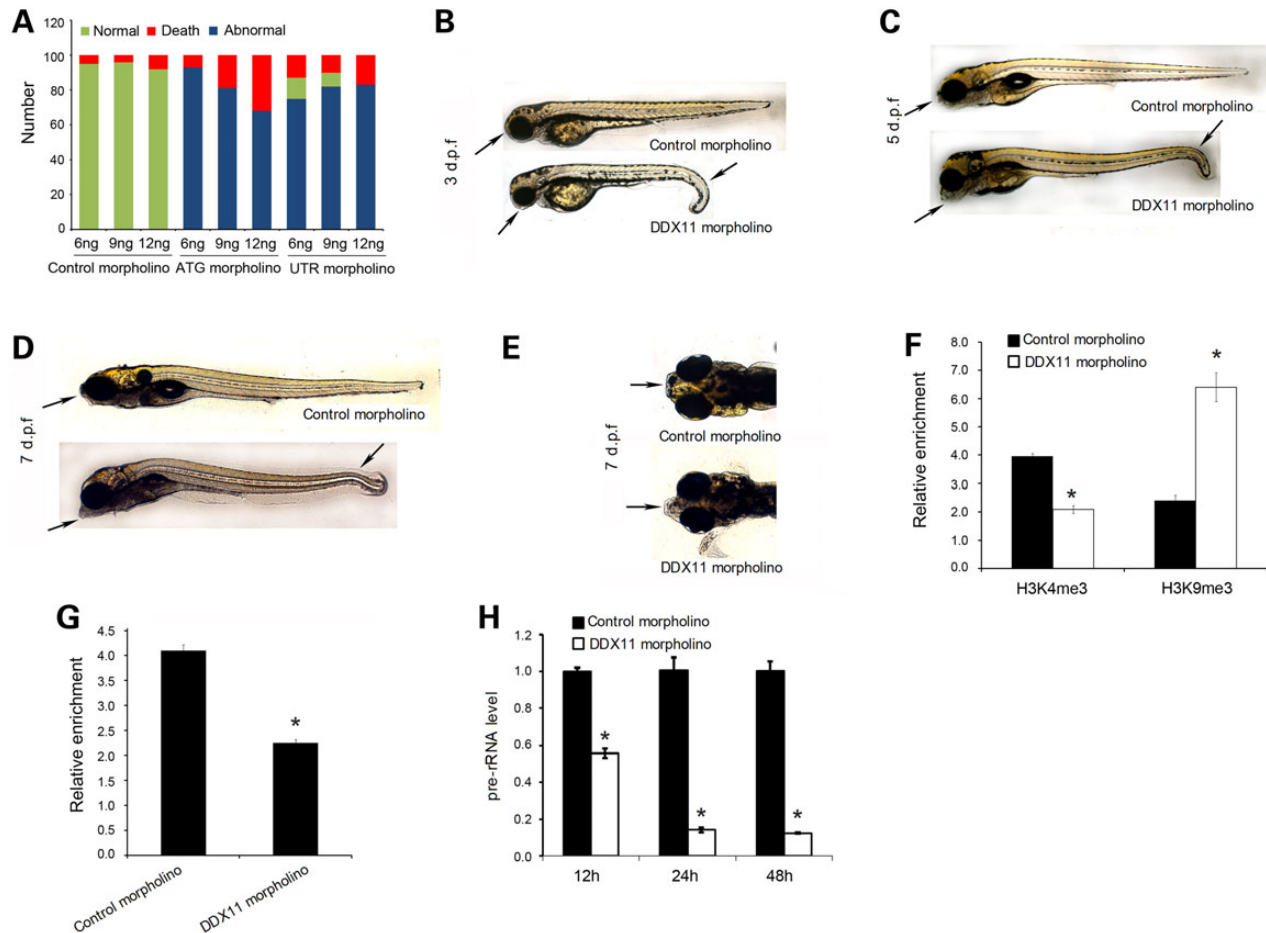 A
Normal Death Abnormal
120
100
80
60
40
20
0
Number
6ng 9ng 12ng 6ng 9ng 12ng 6ng 9ng 12ng
Control morpholino ATG morpholino UTR morpholino
B
3 d.p.f
Control morpholino
DDX11 morpholino
C
5 d.p.f
Control morpholino
DDX11 morpholino
D
7 d.p.f
Control morpholino
E
7 d.p.f
Control morpholino
DDX11 morpholino
F
Control morpholino
DDX11 morpholino
8.0
7.0
6.0
5.0
4.0
3.0
2.0
1.0
0.0
Relative enrichment
*
*
H3K4me3 H3K9me3
G
4.5
4.0
3.5
3.0
2.5
2.0
1.5
1.0
0.5
0.0
Relative enrichment
*
Control morpholino
DDX11 morpholino
H
Control morpholino
DDX11 morpholino
1.2
1.0
0.8
0.6
0.4
0.2
0.0
pre-rRNA level
*
*
*
12h 24h 48h